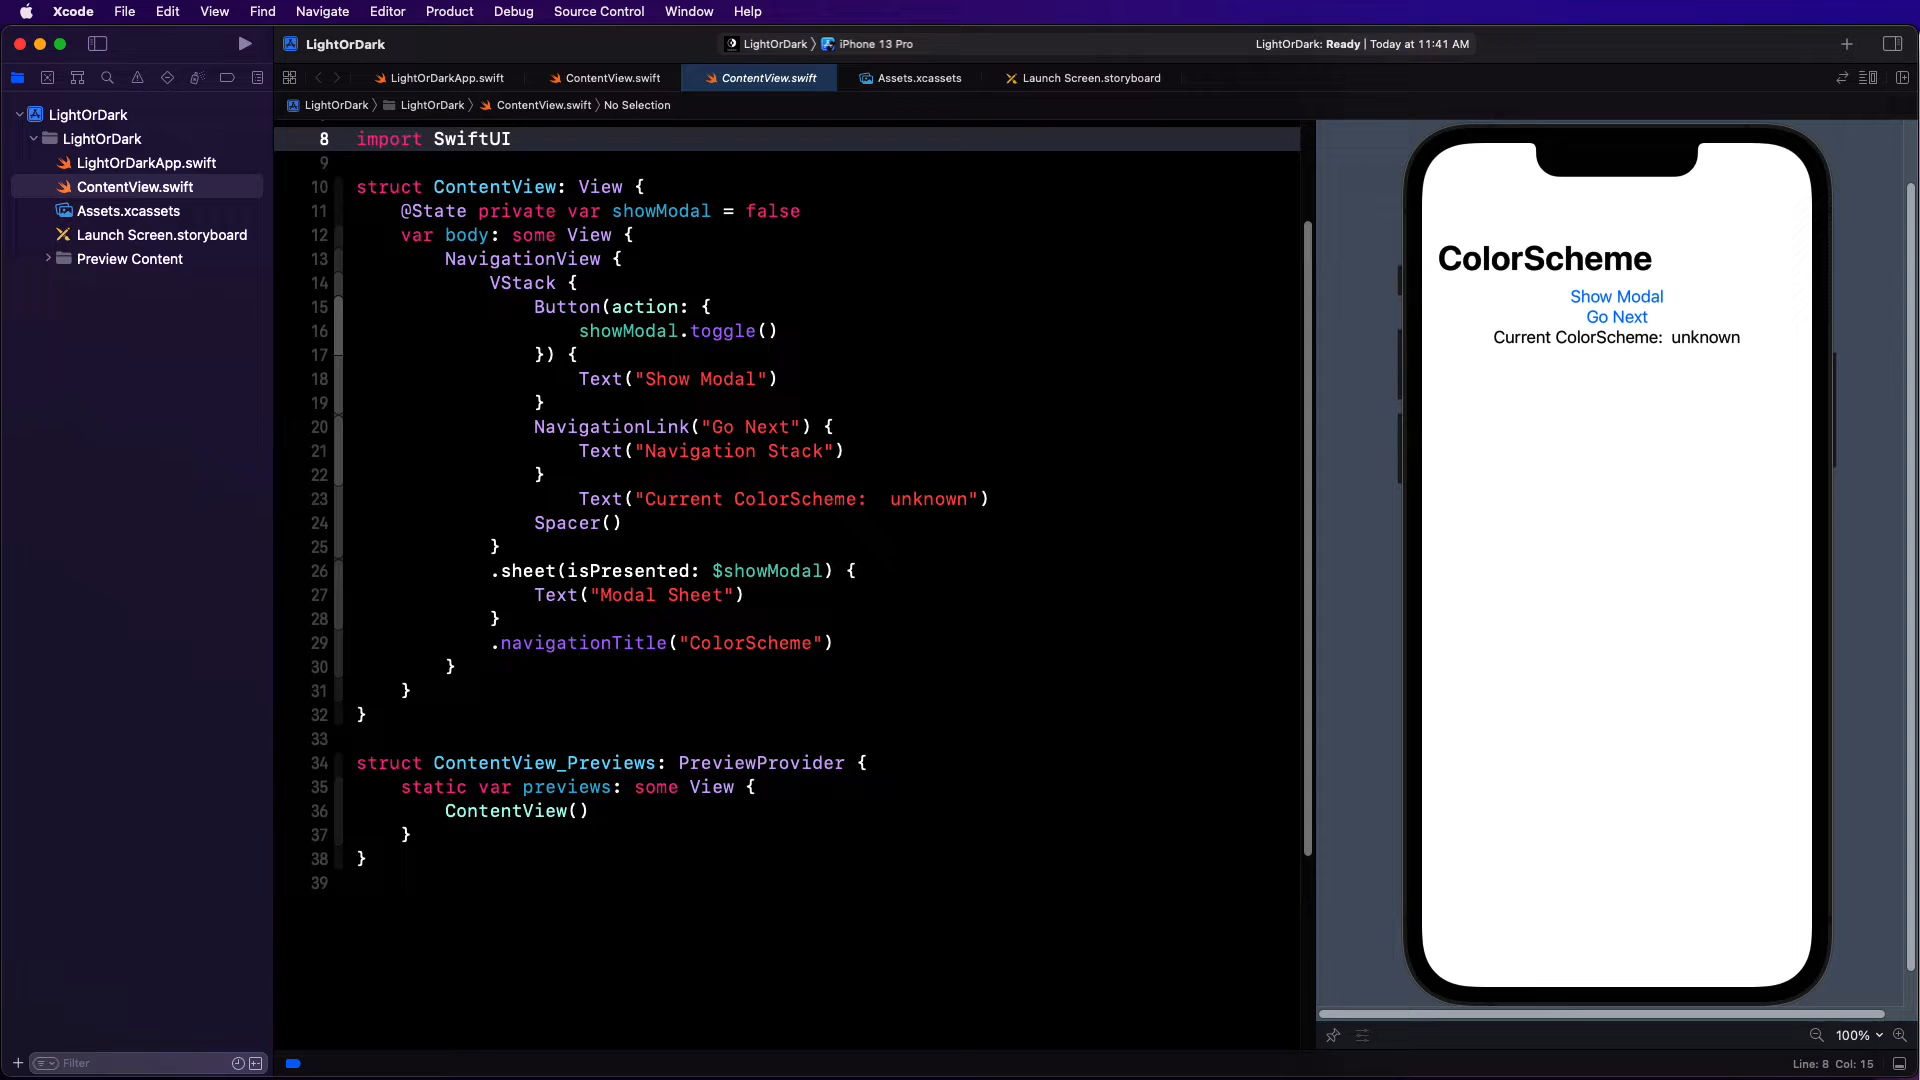 Xcode File Edit View Find Navigate Editor Product Debug Source Control Window Help
LightOrDark LightOrDark iPhone 13 Pro LightOrDark: Ready | Today at 11:41 AM
LightOrDarkApp.swift ContentView.swift ContentView.swift Assets.xcassets Launch Screen.storyboard
LightOrDark LightOrDark ContentView.swift No Selection
LightOrDark
LightOrDark
LightOrDarkApp.swift
ContentView.swift
Assets.xcassets
Launch Screen.storyboard
Preview Content
Filter
8 import SwiftUI
9
10 struct ContentView: View {
11     @State private var showModal = false
12     var body: some View {
13         NavigationView {
14             VStack {
15                 Button(action: {
16                     showModal.toggle()
17                 }) {
18                     Text("Show Modal")
19                 }
20                 NavigationLink("Go Next") {
21                     Text("Navigation Stack")
22                 }
23                     Text("Current ColorScheme:  unknown")
24                 Spacer()
25             }
26             .sheet(isPresented: $showModal) {
27                 Text("Modal Sheet")
28             }
29             .navigationTitle("ColorScheme")
30         }
31     }
32 }
33
34 struct ContentView_Previews: PreviewProvider {
35     static var previews: some View {
36         ContentView()
37     }
38 }
39
ColorScheme
Show Modal
Go Next
Current ColorScheme:  unknown
100%
Line: 8 Col: 15